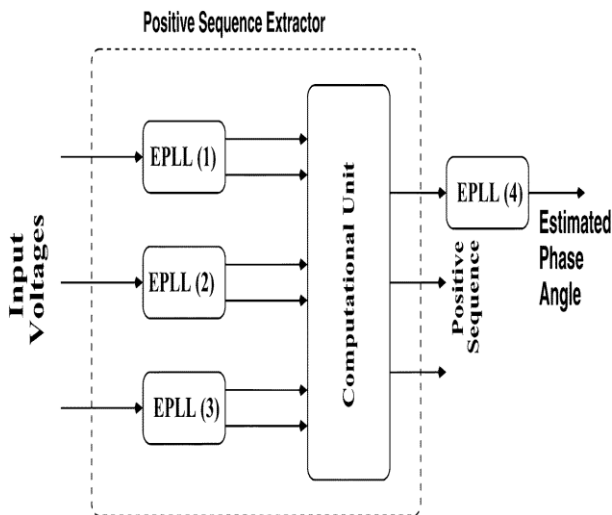 Positive Sequence Extractor
Input
Voltages
EPLL (1)
EPLL (2)
EPLL (3)
Computational Unit
EPLL (4)
Positive
Sequence
Estimated
Phase
Angle